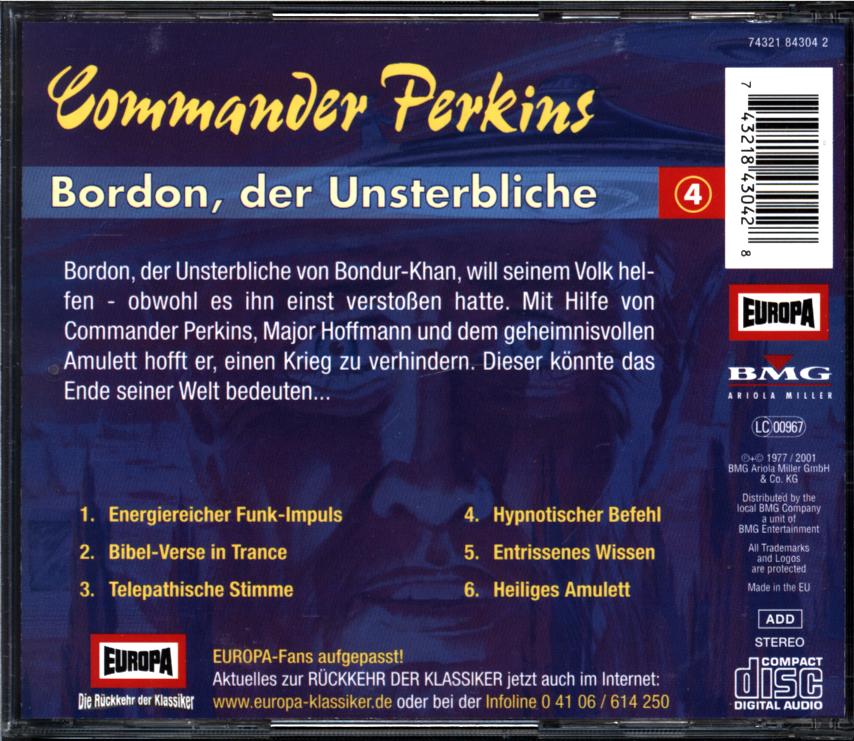 74321 84304 2
Commander Perkins
7 43218 43042 8
Bordon, der Unsterbliche 4
Bordon, der Unsterbliche von Bondur-Khan, will seinem Volk hel-
fen - obwohl es ihn einst verstoßen hatte. Mit Hilfe von
Commander Perkins, Major Hoffmann und dem geheimnisvollen
Amulett hofft er, einen Krieg zu verhindern. Dieser könnte das
Ende seiner Welt bedeuten...
EUROPA
BMG
ARIOLA MILLER
LC 00967
℗+© 1977 / 2001
BMG Ariola Miller GmbH
& Co. KG
Distributed by the
local BMG Company
a unit of
BMG Entertainment
All Trademarks
and Logos
are protected
Made in the EU
ADD
STEREO
COMPACT
disc
DIGITAL AUDIO
1. Energiereicher Funk-Impuls
2. Bibel-Verse in Trance
3. Telepathische Stimme
4. Hypnotischer Befehl
5. Entrissenes Wissen
6. Heiliges Amulett
EUROPA
Die Rückkehr der Klassiker
EUROPA-Fans aufgepasst!
Aktuelles zur RÜCKKEHR DER KLASSIKER jetzt auch im Internet:
www.europa-klassiker.de oder bei der Infoline 0 41 06 / 614 250